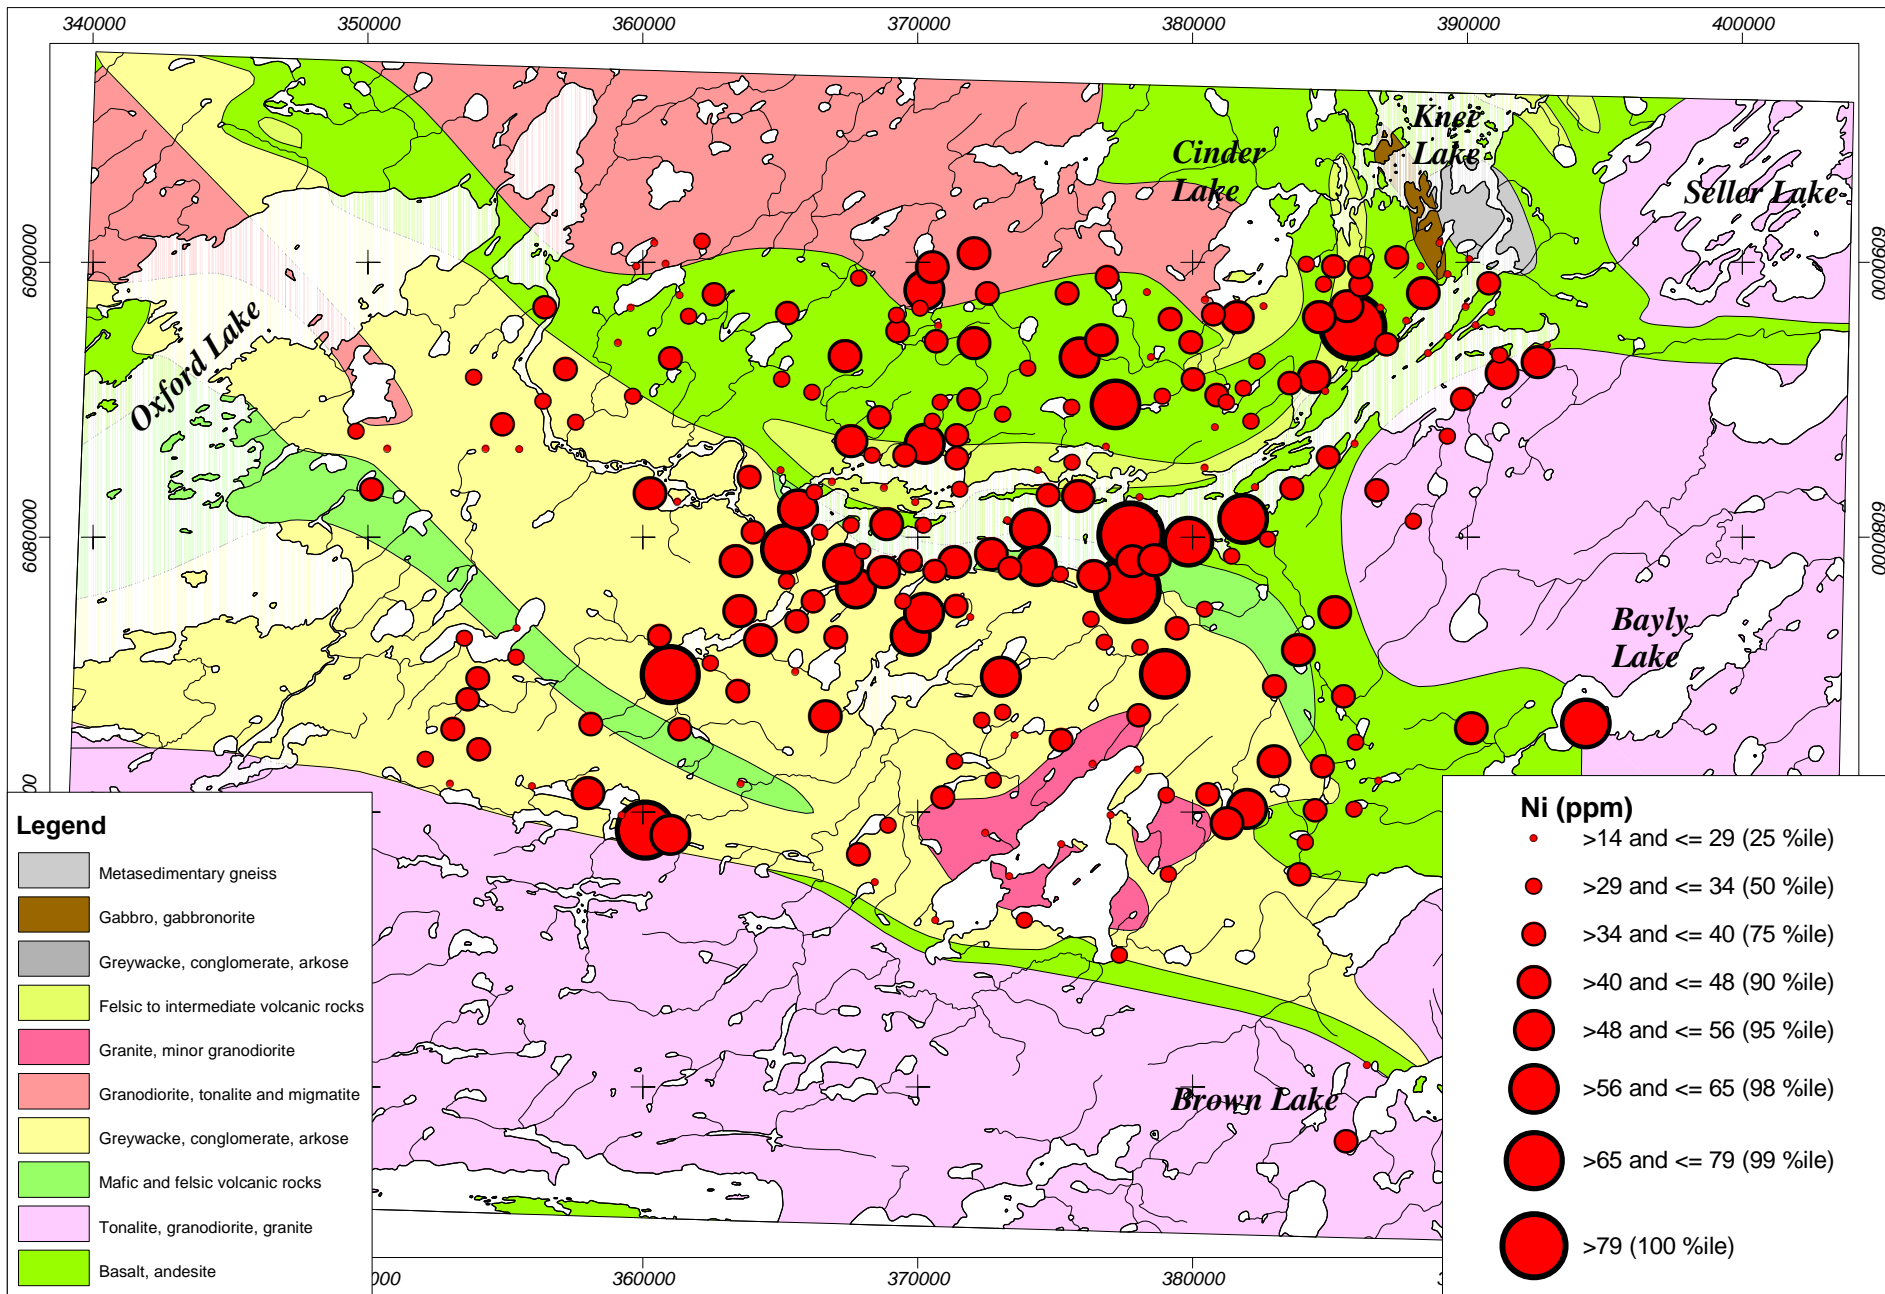 340000 350000 360000 370000 380000 390000 400000
Knee
Lake
Cinder
Lake
Seller Lake
6090000
6090000
Oxford Lake
6080000
6080000
Bayly
Lake
Brown Lake
Legend
Metasedimentary gneiss
Gabbro, gabbronorite
Greywacke, conglomerate, arkose
Felsic to intermediate volcanic rocks
Granite, minor granodiorite
Granodiorite, tonalite and migmatite
Greywacke, conglomerate, arkose
Mafic and felsic volcanic rocks
Tonalite, granodiorite, granite
Basalt, andesite
Ni (ppm)
>14 and <= 29 (25 %ile)
>29 and <= 34 (50 %ile)
>34 and <= 40 (75 %ile)
>40 and <= 48 (90 %ile)
>48 and <= 56 (95 %ile)
>56 and <= 65 (98 %ile)
>65 and <= 79 (99 %ile)
>79 (100 %ile)
360000 370000 380000